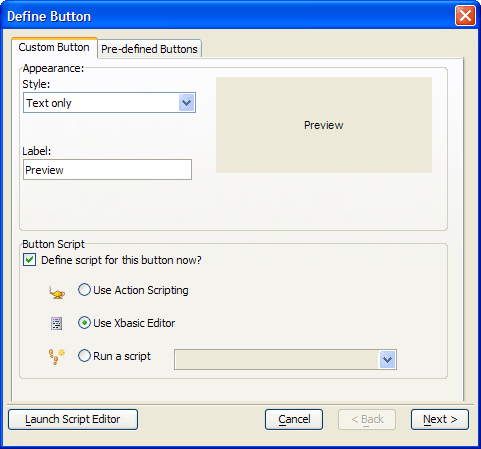 Define Button
Custom Button Pre-defined Buttons
Appearance:
Style:
Text only
Preview
Label:
Preview
Button Script
Define script for this button now?
Use Action Scripting
Use Xbasic Editor
Run a script
Launch Script Editor Cancel < Back Next >